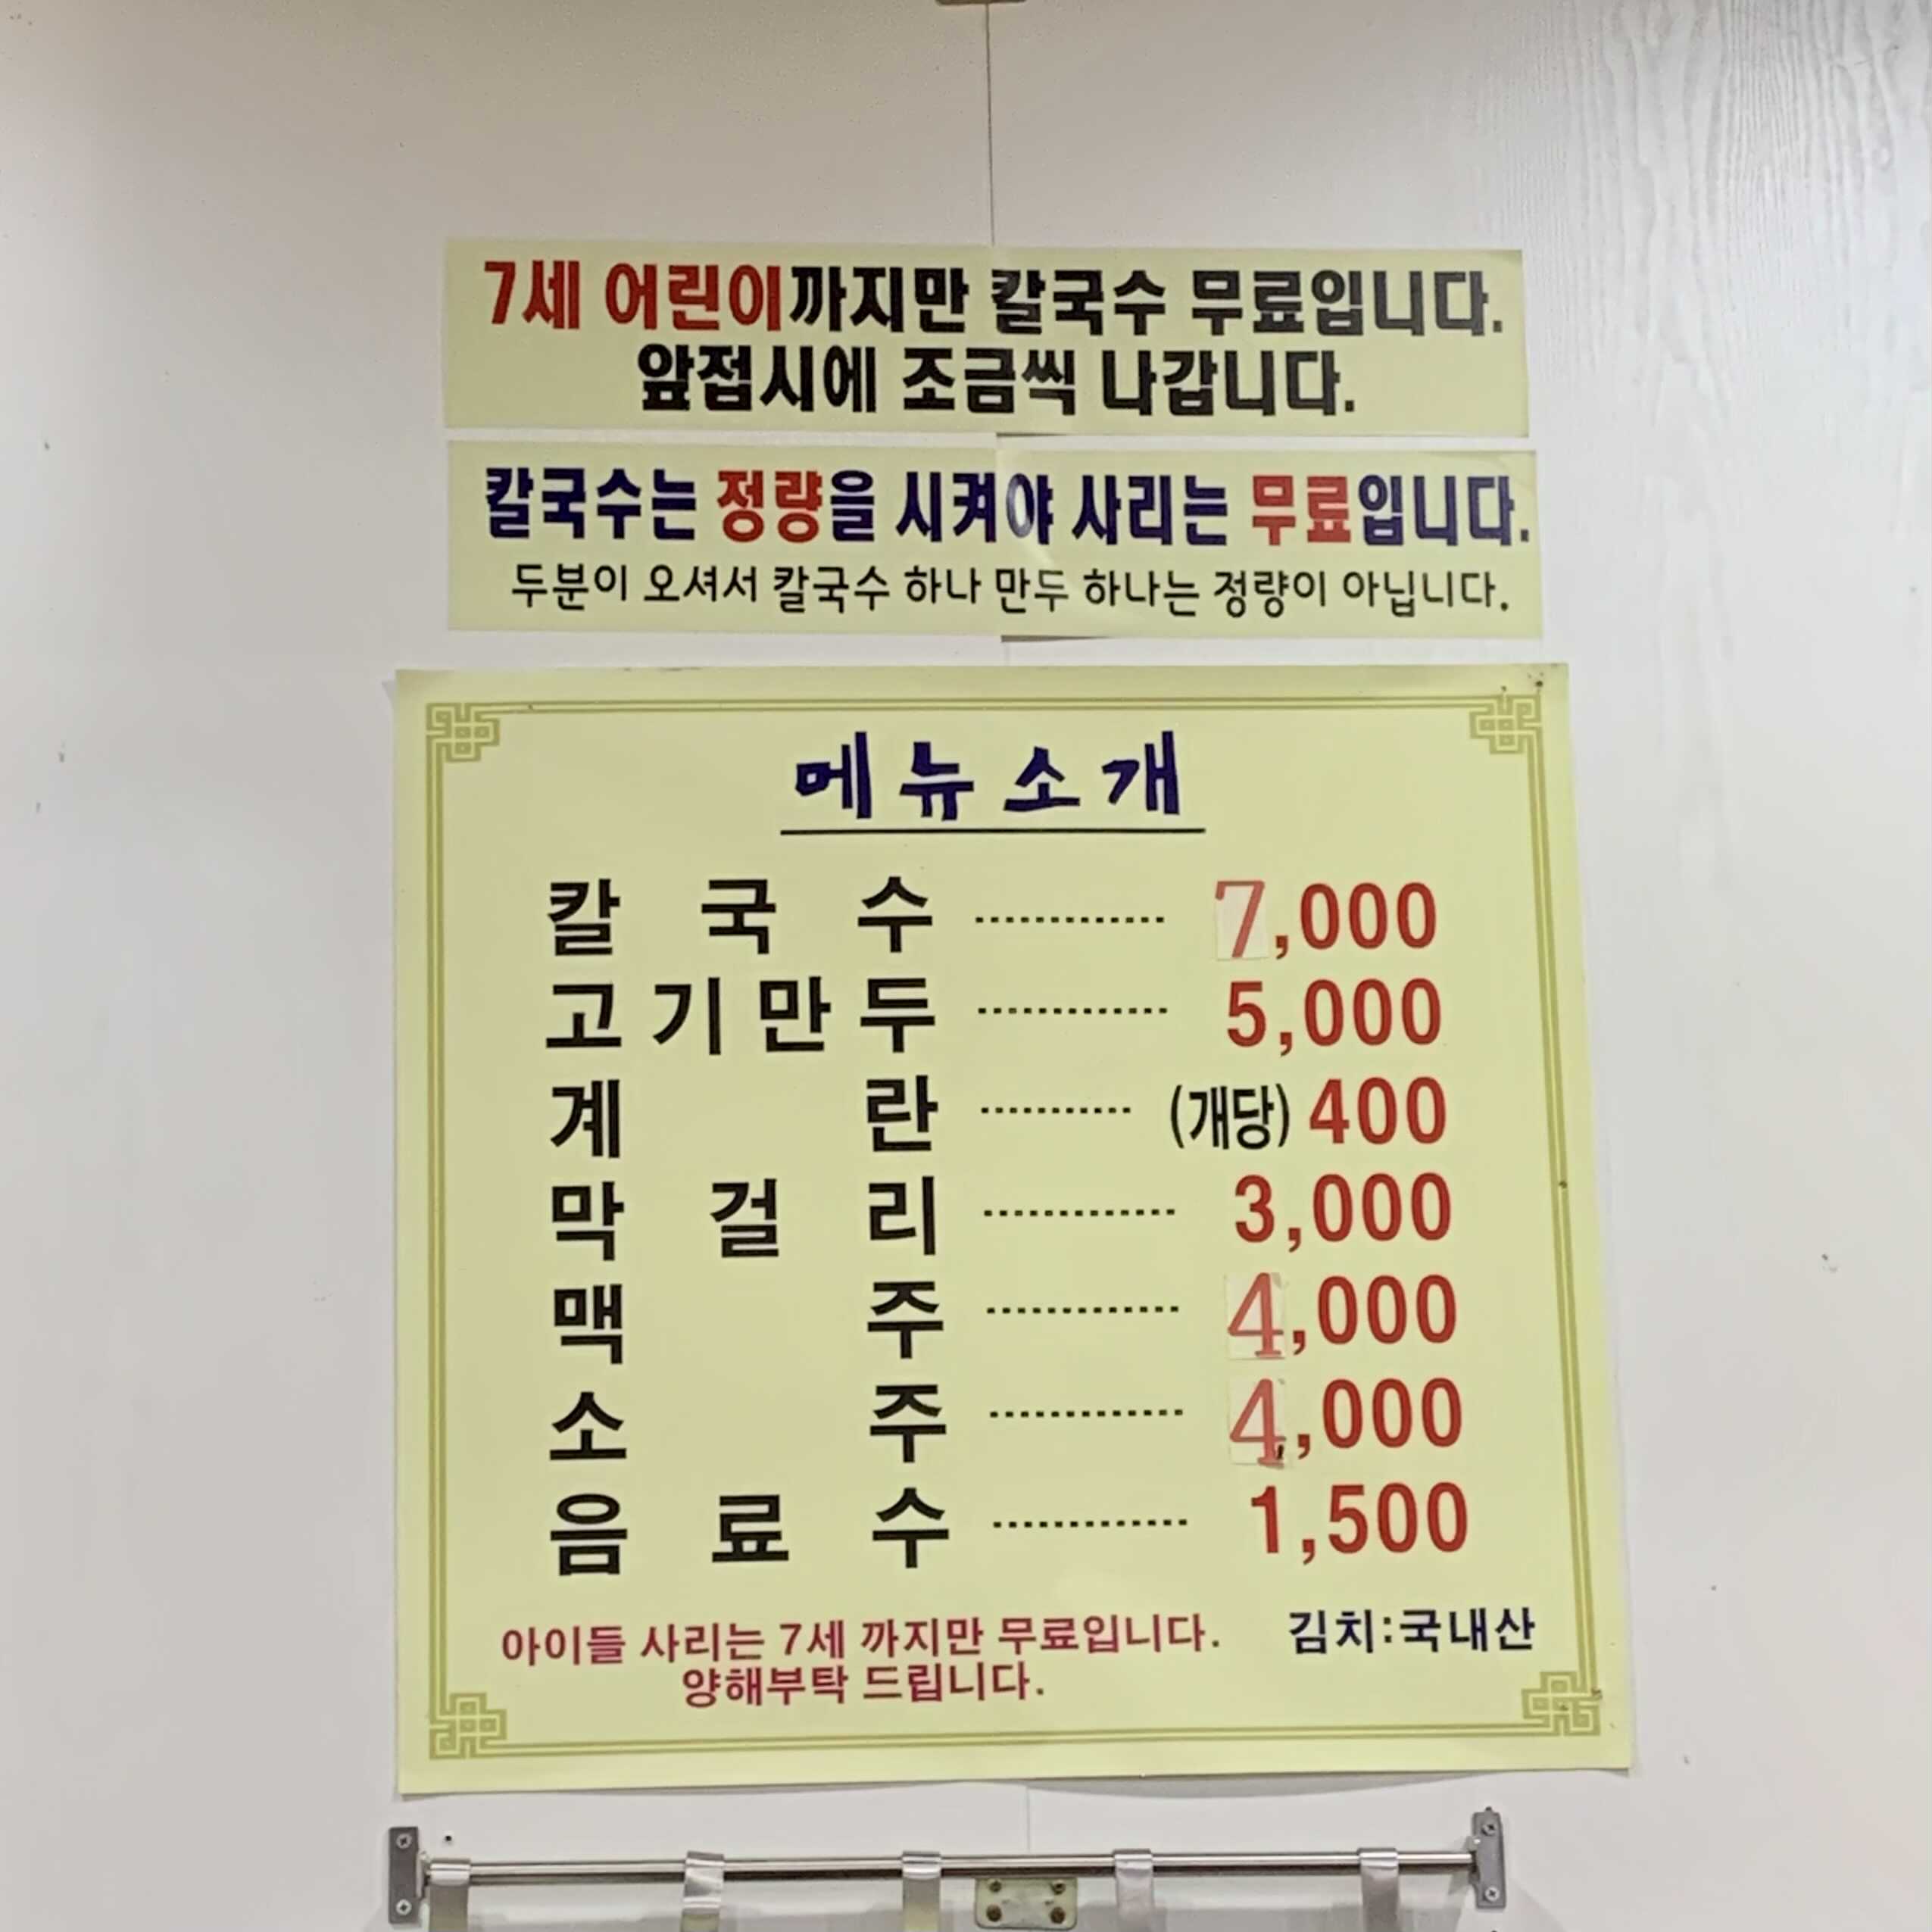 7세 어린이까지만 칼국수 무료입니다.
앞접시에 조금씩 나갑니다.
칼국수는 정량을 시켜야 사리는 무료입니다.
두분이 오셔서 칼국수 하나 만두 하나는 정량이 아닙니다.
메뉴소개
칼국수 ············· 7,000
고기만두 ············· 5,000
계란 ··········· (개당) 400
막걸리 ············· 3,000
맥주 ············· 4,000
소주 ············· 4,000
음료수 ············· 1,500
아이들 사리는 7세 까지만 무료입니다. 김치:국내산
양해부탁 드립니다.